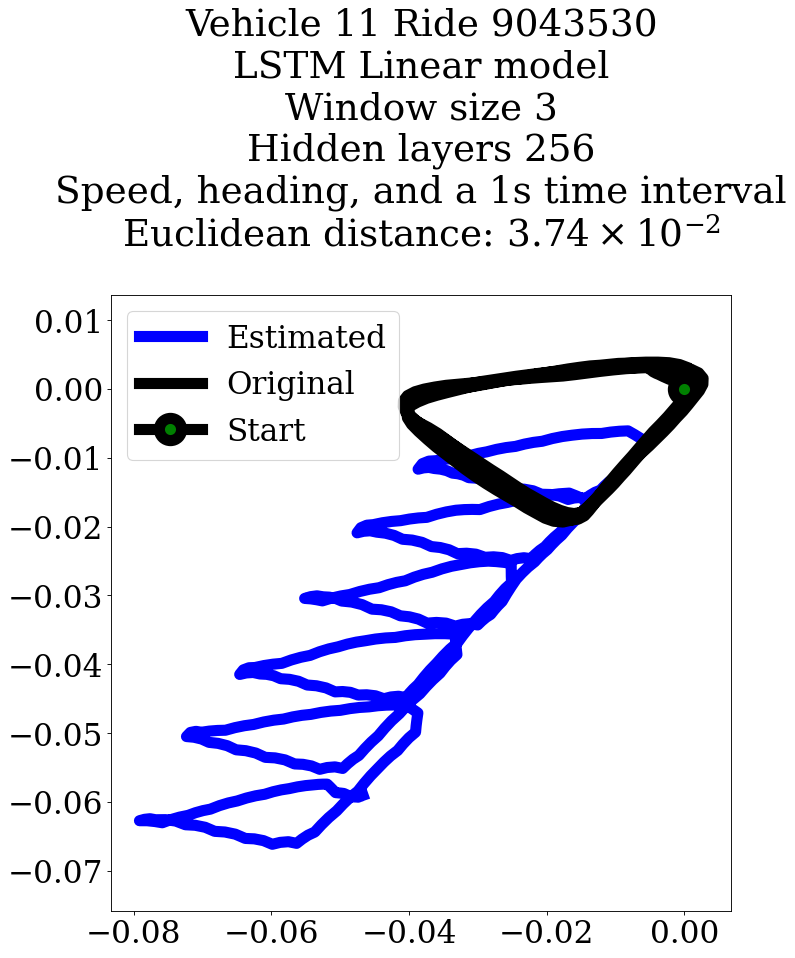 Vehicle 11 Ride 9043530
LSTM Linear model
Window size 3
Hidden layers 256
Speed, heading, and a 1s time interval
Euclidean distance: 3.74 × 10⁻²
Estimated
Original
Start
0.01
0.00
−0.01
−0.02
−0.03
−0.04
−0.05
−0.06
−0.07
−0.08 −0.06 −0.04 −0.02 0.00